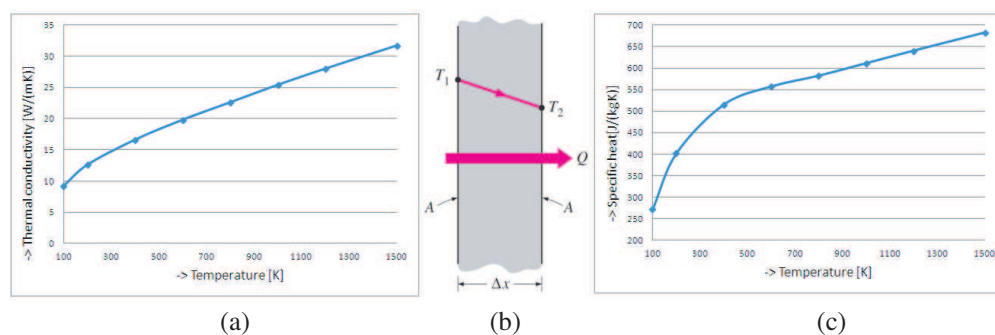 -> Thermal conductivity [W/(mK)]
35
30
25
20
15
10
5
0
100 300 500 700 900 1100 1300 1500
-> Temperature [K]
(a)
T1
T2
Q
A
A
Δx
(b)
-> Specific heat[J/(kgK)]
700
650
600
550
500
450
400
350
300
250
200
100 300 500 700 900 1100 1300 1500
-> Temperature [K]
(c)